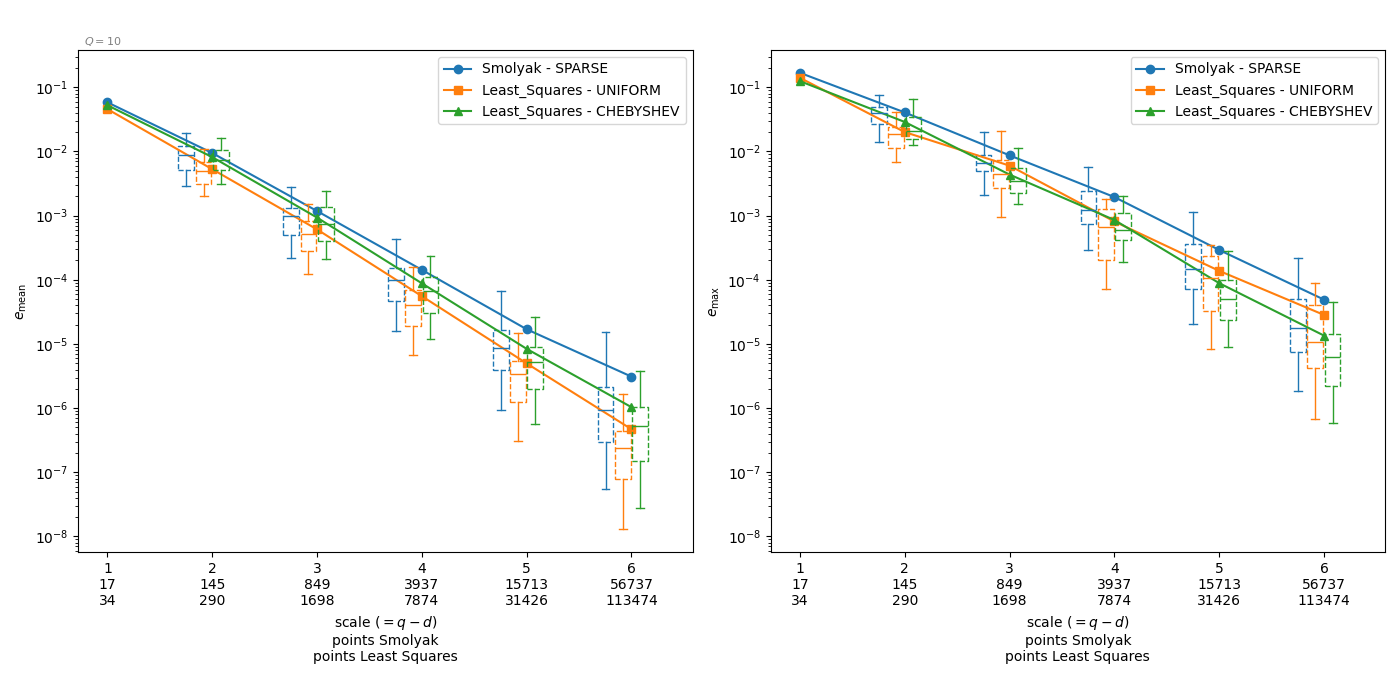 Q = 10
Smolyak - SPARSE
Least_Squares - UNIFORM
Least_Squares - CHEBYSHEV
10⁻¹
10⁻²
10⁻³
10⁻⁴
10⁻⁵
10⁻⁶
10⁻⁷
10⁻⁸
e_mean
1 2 3 4 5 6
17 145 849 3937 15713 56737
34 290 1698 7874 31426 113474
scale (= q − d)
points Smolyak
points Least Squares
Smolyak - SPARSE
Least_Squares - UNIFORM
Least_Squares - CHEBYSHEV
10⁻¹
10⁻²
10⁻³
10⁻⁴
10⁻⁵
10⁻⁶
10⁻⁷
10⁻⁸
e_max
1 2 3 4 5 6
17 145 849 3937 15713 56737
34 290 1698 7874 31426 113474
scale (= q − d)
points Smolyak
points Least Squares